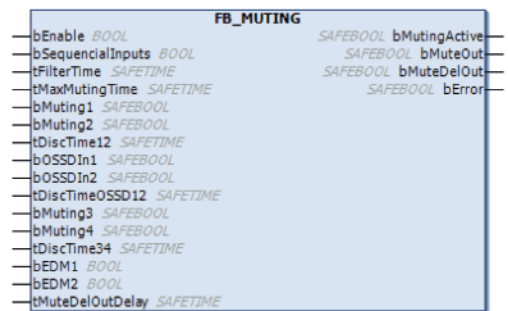 FB_MUTING
bEnable BOOL SAFEBOOL bMutingActive
bSequencialInputs BOOL SAFEBOOL bMuteOut
tFilterTime SAFETIME SAFEBOOL bMuteDelOut
tMaxMutingTime SAFETIME SAFEBOOL bError
bMuting1 SAFEBOOL
bMuting2 SAFEBOOL
tDiscTime12 SAFETIME
bOSSDIn1 SAFEBOOL
bOSSDIn2 SAFEBOOL
tDiscTimeOSSD12 SAFETIME
bMuting3 SAFEBOOL
bMuting4 SAFEBOOL
tDiscTime34 SAFETIME
bEDM1 BOOL
bEDM2 BOOL
tMuteDelOutDelay SAFETIME